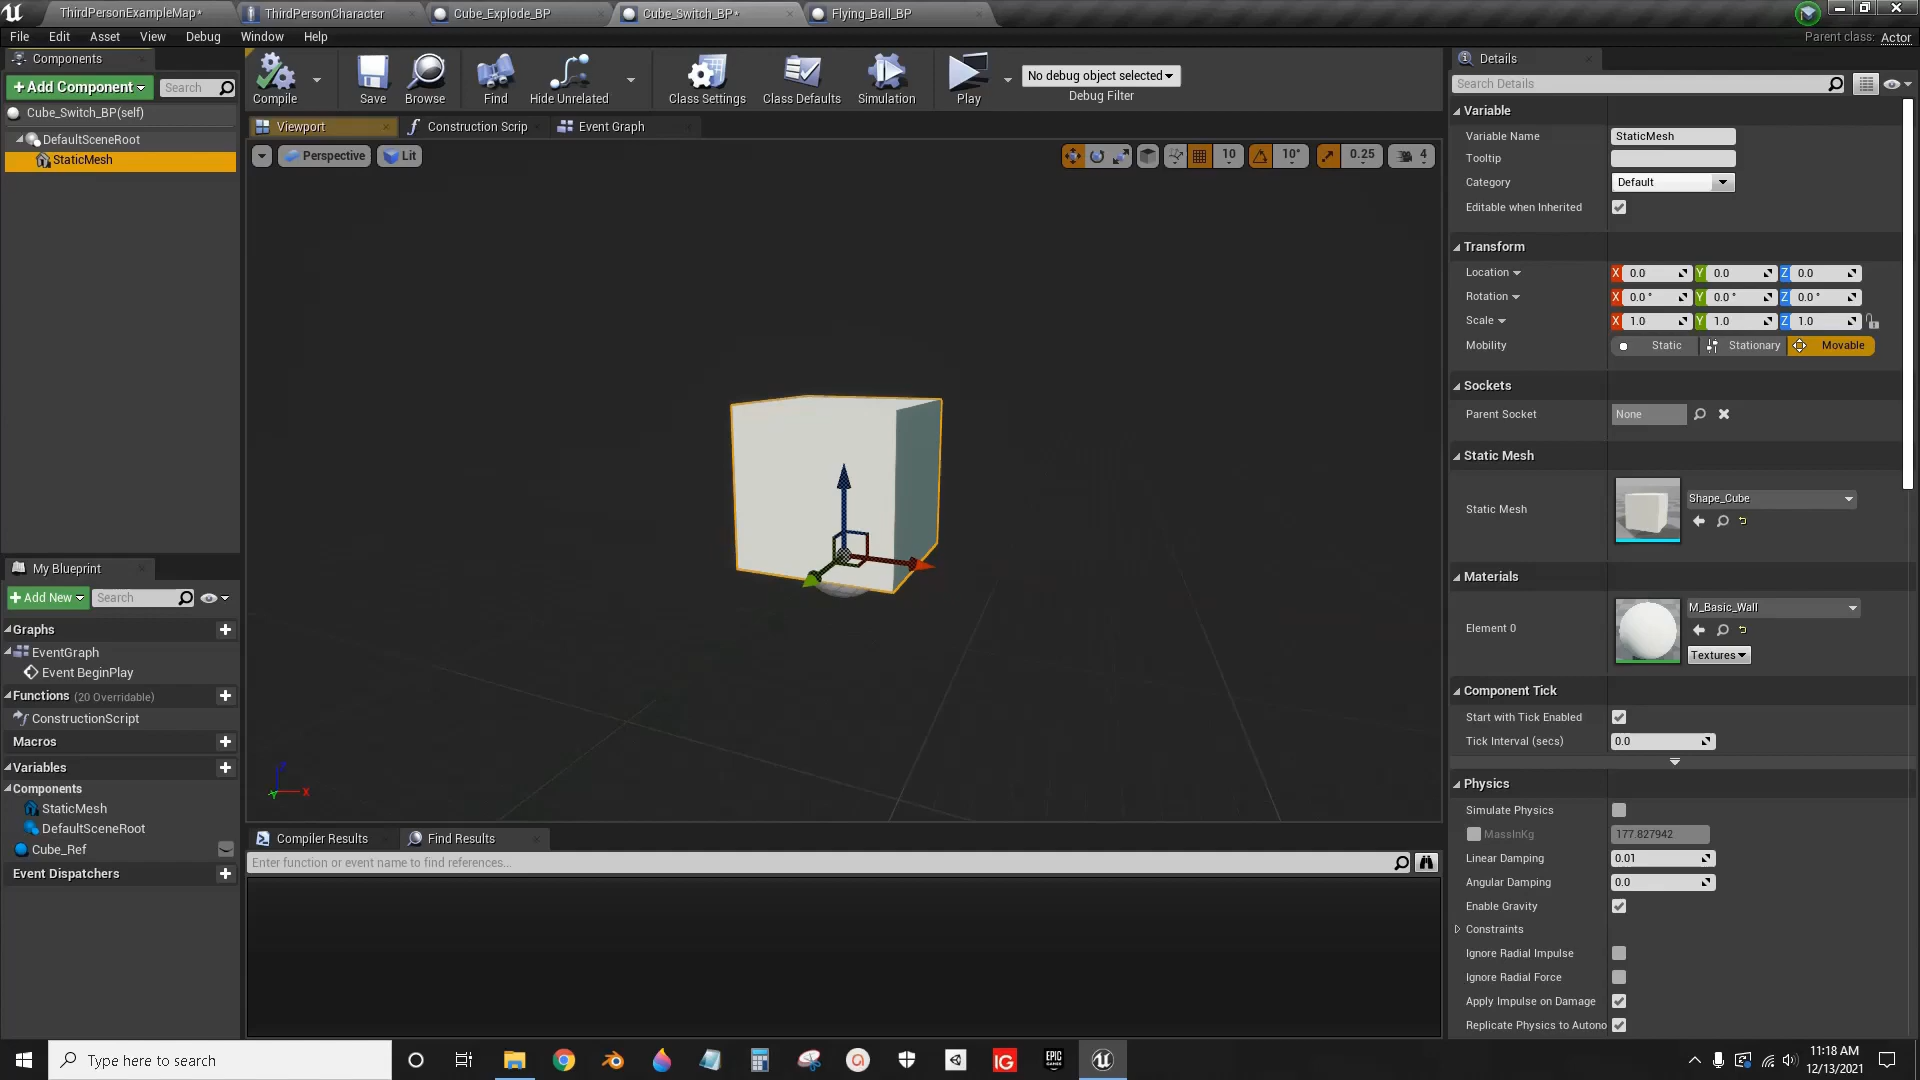 ThirdPersonExampleMap*
ThirdPersonCharacter
Cube_Explode_BP
Cube_Switch_BP*
Flying_Ball_BP
File Edit Asset View Debug Window Help
Parent class: Actor
Components
+Add Component
Search
Cube_Switch_BP(self)
DefaultSceneRoot
StaticMesh
Compile
Save
Browse
Find
Hide Unrelated
Class Settings
Class Defaults
Simulation
Play
No debug object selected
Debug Filter
Viewport
Construction Scrip
Event Graph
Perspective
Lit
10
10°
0.25
4
X
My Blueprint
+Add New
Search
Graphs
EventGraph
Event BeginPlay
Functions (20 Overridable)
ConstructionScript
Macros
Variables
Components
StaticMesh
DefaultSceneRoot
Cube_Ref
Event Dispatchers
Compiler Results
Find Results
Enter function or event name to find references...
Details
Search Details
Variable
Variable Name StaticMesh
Tooltip
Category Default
Editable when Inherited
Transform
Location X 0.0 Y 0.0 Z 0.0
Rotation X 0.0 ° Y 0.0 ° Z 0.0 °
Scale X 1.0 Y 1.0 Z 1.0
Mobility Static Stationary Movable
Sockets
Parent Socket None
Static Mesh
Static Mesh Shape_Cube
Materials
Element 0 M_Basic_Wall
Textures
Component Tick
Start with Tick Enabled
Tick Interval (secs) 0.0
Physics
Simulate Physics
MassInKg 177.827942
Linear Damping 0.01
Angular Damping 0.0
Enable Gravity
Constraints
Ignore Radial Impulse
Ignore Radial Force
Apply Impulse on Damage
Replicate Physics to Autono
Type here to search
IG
EPIC GAMES
11:18 AM
12/13/2021